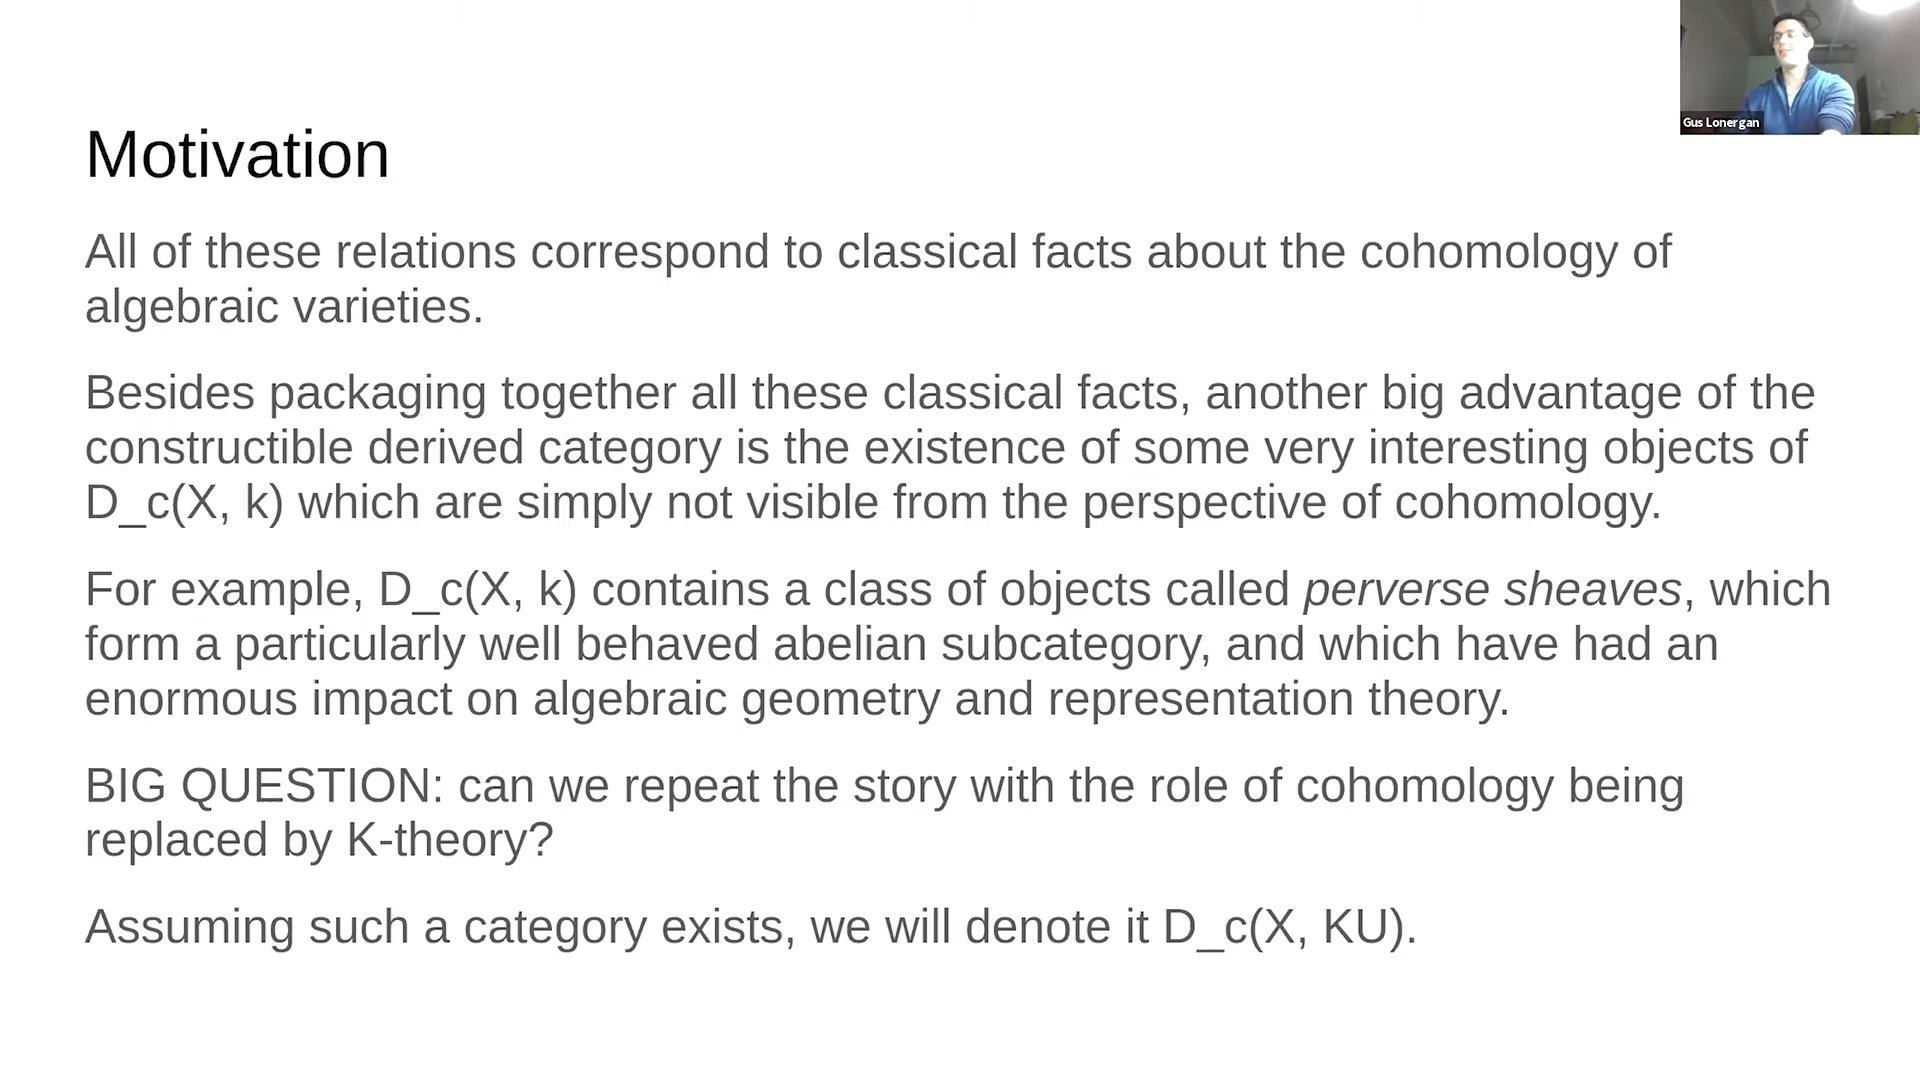 Gus Lonergan
Motivation
All of these relations correspond to classical facts about the cohomology of
algebraic varieties.
Besides packaging together all these classical facts, another big advantage of the
constructible derived category is the existence of some very interesting objects of
D_c(X, k) which are simply not visible from the perspective of cohomology.
For example, D_c(X, k) contains a class of objects called perverse sheaves, which
form a particularly well behaved abelian subcategory, and which have had an
enormous impact on algebraic geometry and representation theory.
BIG QUESTION: can we repeat the story with the role of cohomology being
replaced by K-theory?
Assuming such a category exists, we will denote it D_c(X, KU).